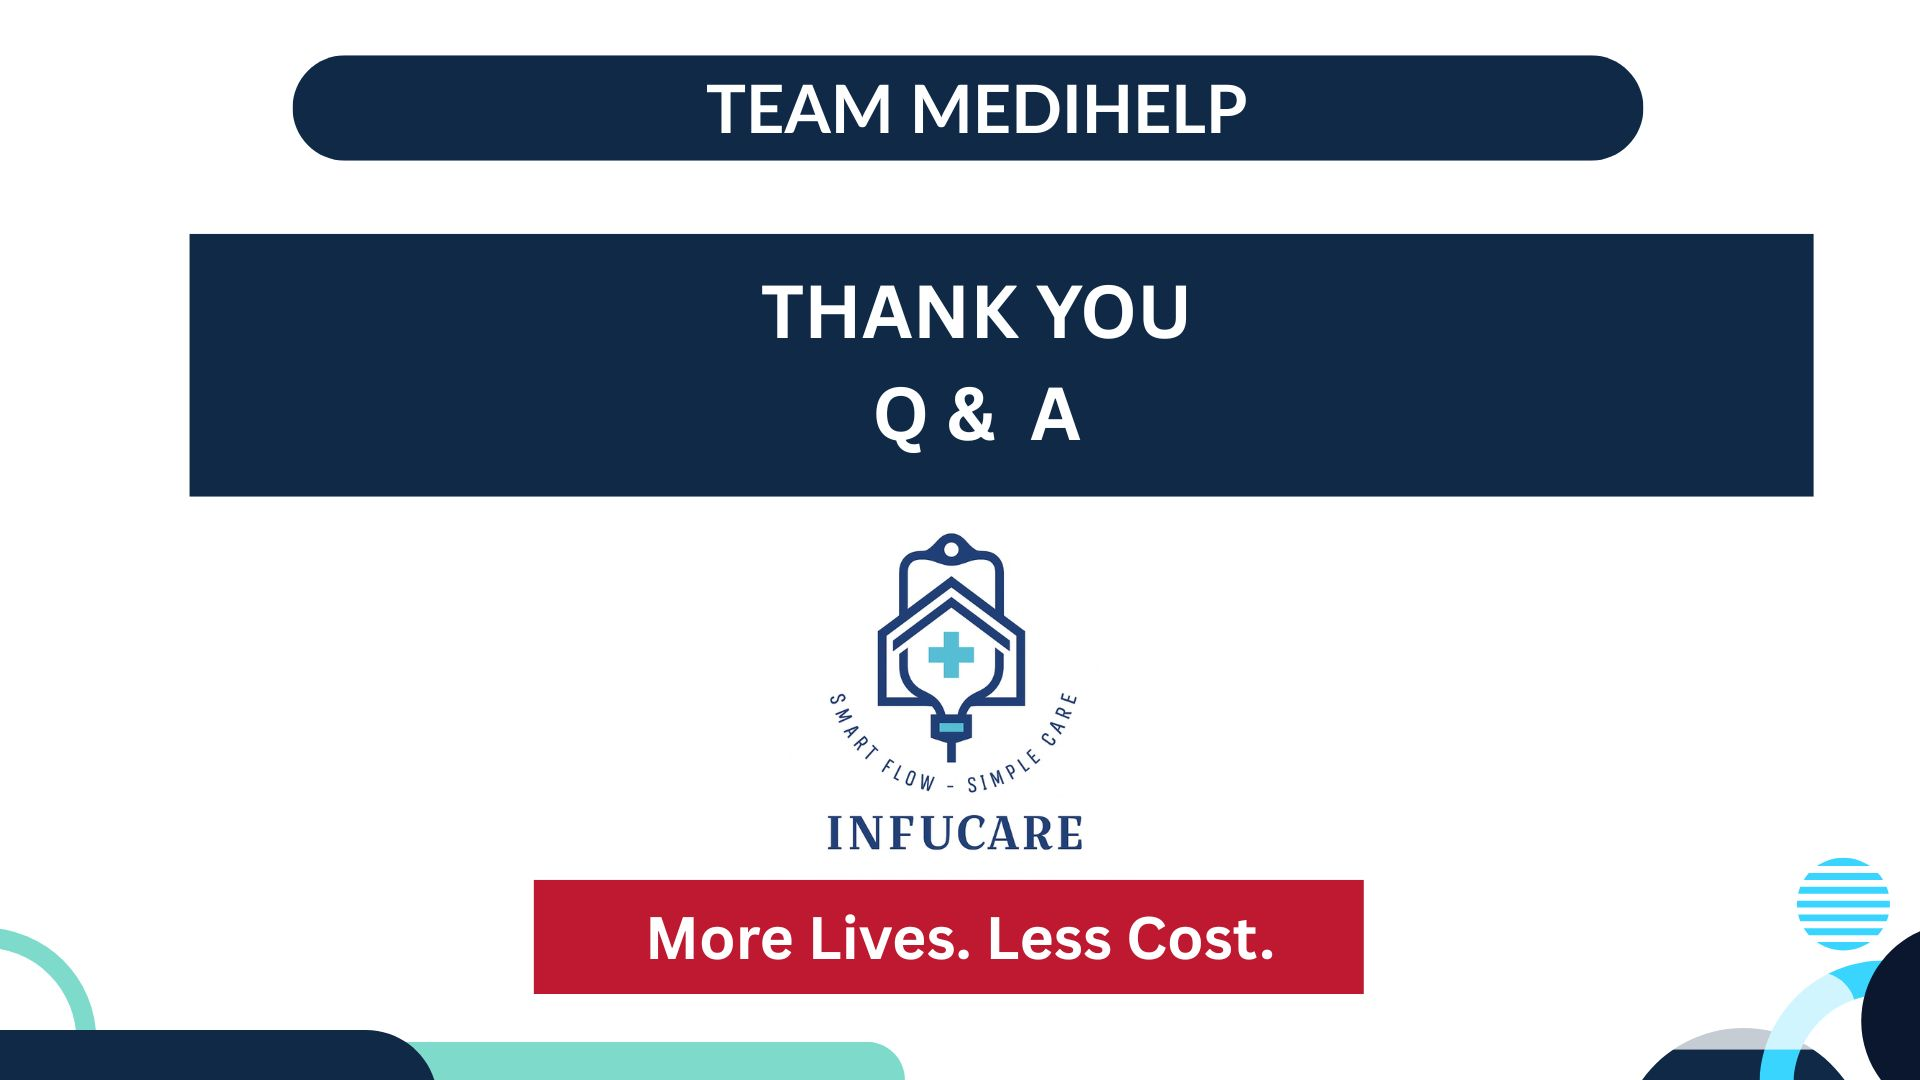 TEAM MEDIHELP
THANK YOU
Q & A
SMART FLOW - SIMPLE CARE
INFUCARE
More Lives. Less Cost.